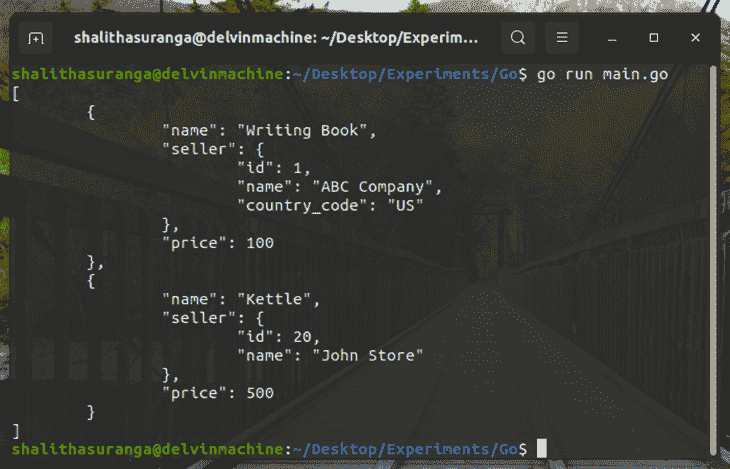 shalithasuranga@delvinmachine: ~/Desktop/Experim...
shalithasuranga@delvinmachine:~/Desktop/Experiments/Go$ go run main.go
[
	{
		"name": "Writing Book",
		"seller": {
			"id": 1,
			"name": "ABC Company",
			"country_code": "US"
		},
		"price": 100
	},
	{
		"name": "Kettle",
		"seller": {
			"id": 20,
			"name": "John Store"
		},
		"price": 500
	}
]
shalithasuranga@delvinmachine:~/Desktop/Experiments/Go$